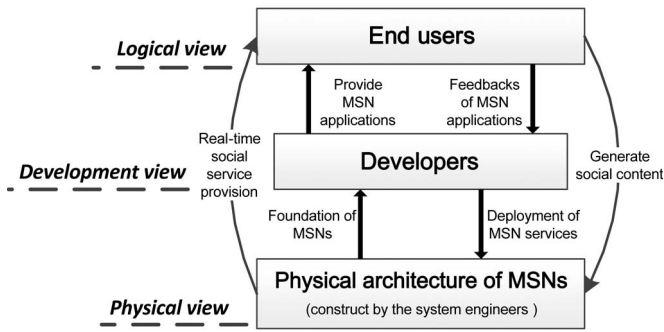 End users
Logical view
Provide
MSN
applications
Feedbacks
of MSN
applications
Real-time
social
service
provision
Developers
Generate
social content
Development view
Foundation of
MSNs
Deployment of
MSN services
Physical architecture of MSNs
(construct by the system engineers )
Physical view